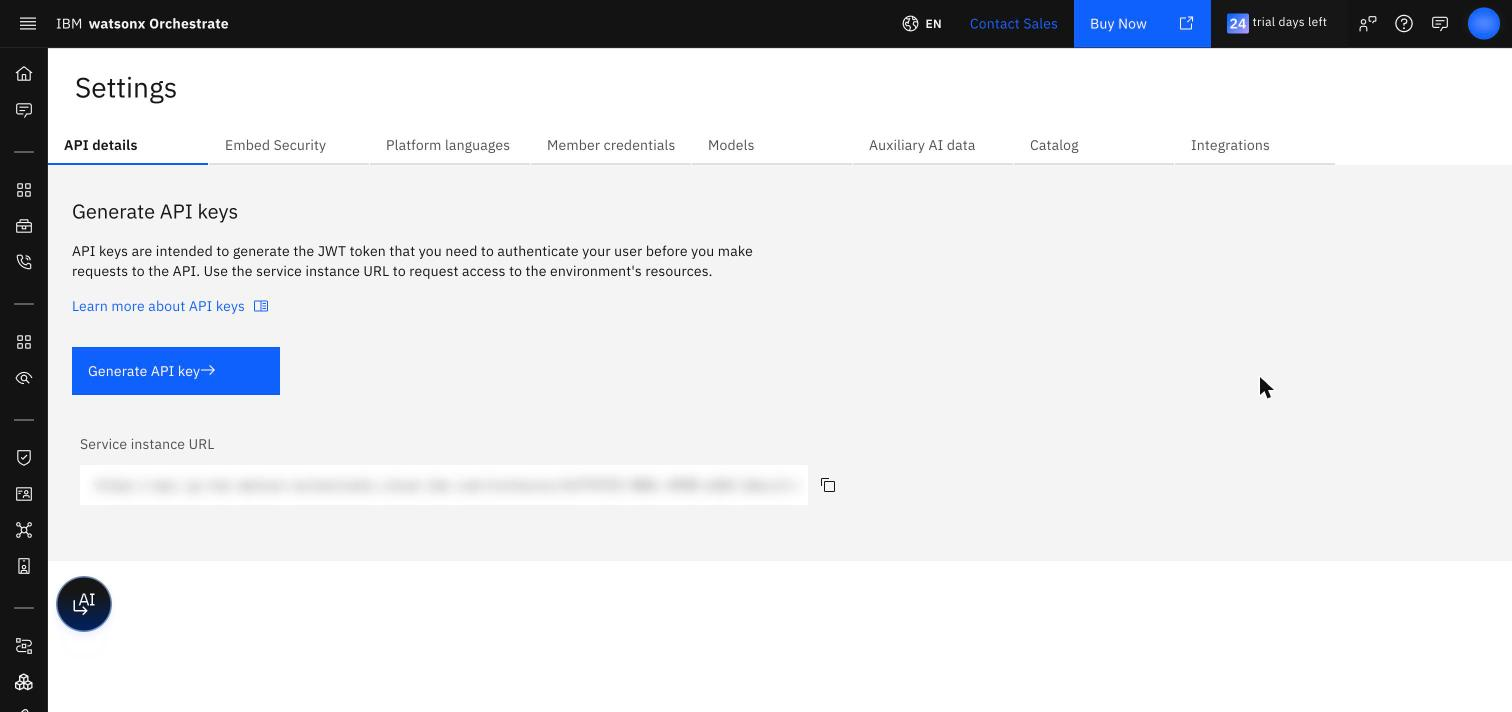 IBM watsonx Orchestrate
EN
Contact Sales
Buy Now
24 trial days left
Settings
API details
Embed Security
Platform languages
Member credentials
Models
Auxiliary AI data
Catalog
Integrations
Generate API keys
API keys are intended to generate the JWT token that you need to authenticate your user before you make
requests to the API. Use the service instance URL to request access to the environment's resources.
Learn more about API keys
Generate API key
Service instance URL
AI